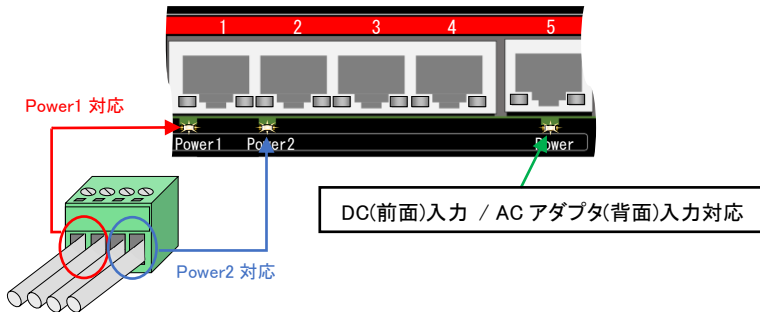 1 2 3 4 5
Power1 対応
Power1 Power2 Power
DC(前面)入力 / AC アダプタ(背面)入力対応
Power2 対応